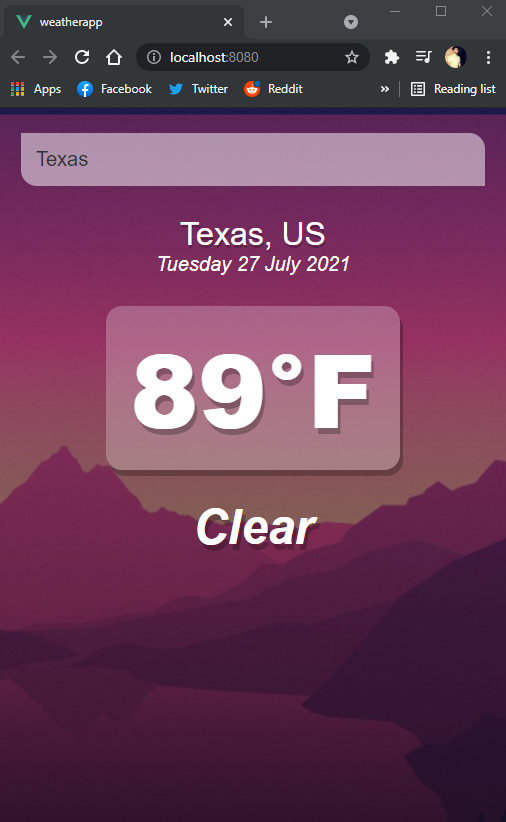 weatherapp
localhost:8080
Apps Facebook Twitter Reddit » Reading list
Texas
Texas, US
Tuesday 27 July 2021
89°F
Clear